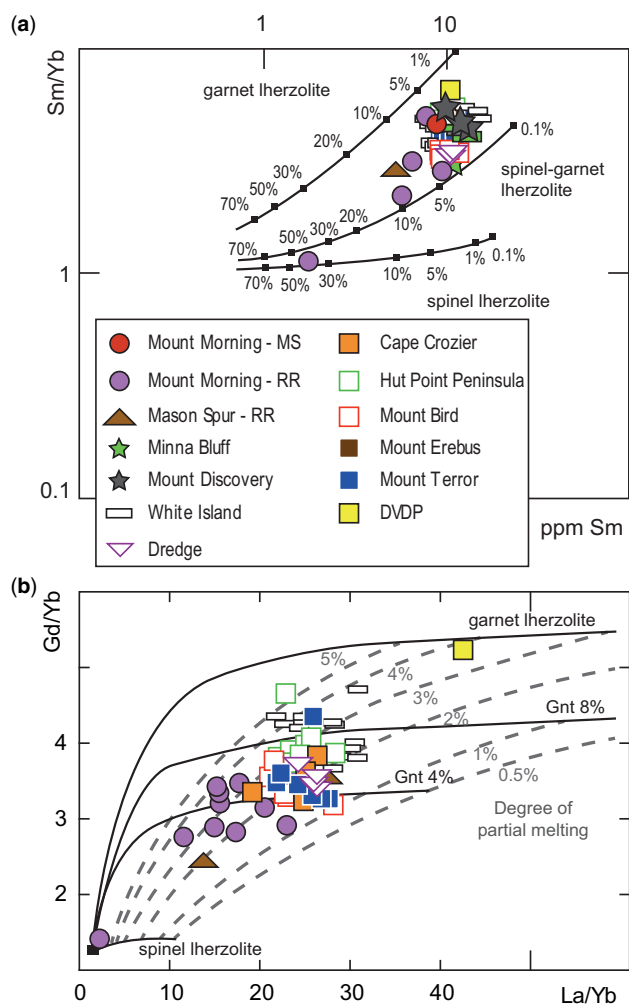 (a)
1 10
Sm/Yb
garnet lherzolite
1%
5%
10%
20%
30%
50%
70%
0.1%
spinel-garnet
lherzolite
5%
10%
20%
30%
50%
70%
1
70% 50% 30% 10% 5% 1% 0.1%
spinel lherzolite
Mount Morning - MS
Mount Morning - RR
Mason Spur - RR
Minna Bluff
Mount Discovery
White Island
Dredge
Cape Crozier
Hut Point Peninsula
Mount Bird
Mount Erebus
Mount Terror
DVDP
0.1
ppm Sm
(b)
Gd/Yb
garnet lherzolite
5%
4%
3%
2%
Gnt 8%
1%
0.5%
Gnt 4%
Degree of
partial melting
4
3
2
spinel lherzolite
0 10 20 30 40 La/Yb